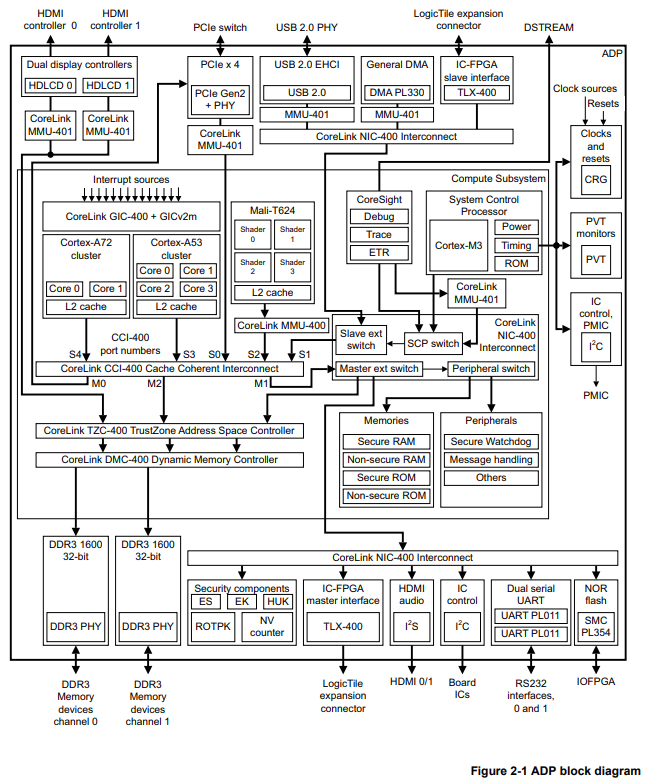 HDMI controller 0
HDMI controller 1
PCIe switch
USB 2.0 PHY
LogicTile expansion connector
DSTREAM
ADP
Dual display controllers
HDLCD 0
HDLCD 1
CoreLink MMU-401
CoreLink MMU-401
PCIe x 4
PCIe Gen2 + PHY
CoreLink MMU-401
USB 2.0 EHCI
USB 2.0
MMU-401
General DMA
DMA PL330
MMU-401
IC-FPGA slave interface
TLX-400
CoreLink NIC-400 Interconnect
Clock sources
Resets
Clocks and resets
CRG
Compute Subsystem
Interrupt sources
CoreLink GIC-400 + GICv2m
Cortex-A72 cluster
Core 0
Core 1
L2 cache
Cortex-A53 cluster
Core 0
Core 1
Core 2
Core 3
L2 cache
Mali-T624
Shader 0
Shader 1
Shader 2
Shader 3
L2 cache
CoreLink MMU-400
CoreSight
Debug
Trace
ETR
System Control Processor
Cortex-M3
Power
Timing
ROM
PVT monitors
PVT
CoreLink MMU-401
IC control, PMIC
I2C
PMIC
CoreLink NIC-400 Interconnect
Slave ext switch
SCP switch
Master ext switch
Peripheral switch
CCI-400 port numbers
S4
S3
S0
S2
S1
CoreLink CCI-400 Cache Coherent Interconnect
M0
M2
M1
CoreLink TZC-400 TrustZone Address Space Controller
CoreLink DMC-400 Dynamic Memory Controller
Memories
Secure RAM
Non-secure RAM
Secure ROM
Non-secure ROM
Peripherals
Secure Watchdog
Message handling
Others
DDR3 1600 32-bit
DDR3 PHY
DDR3 1600 32-bit
DDR3 PHY
CoreLink NIC-400 Interconnect
Security components
ES
EK
HUK
ROTPK
NV counter
IC-FPGA master interface
TLX-400
HDMI audio
I2S
IC control
I2C
Dual serial UART
UART PL011
UART PL011
NOR flash
SMC PL354
DDR3 Memory devices channel 0
DDR3 Memory devices channel 1
LogicTile expansion connector
HDMI 0/1
Board ICs
RS232 interfaces, 0 and 1
IOFPGA
Figure 2-1 ADP block diagram